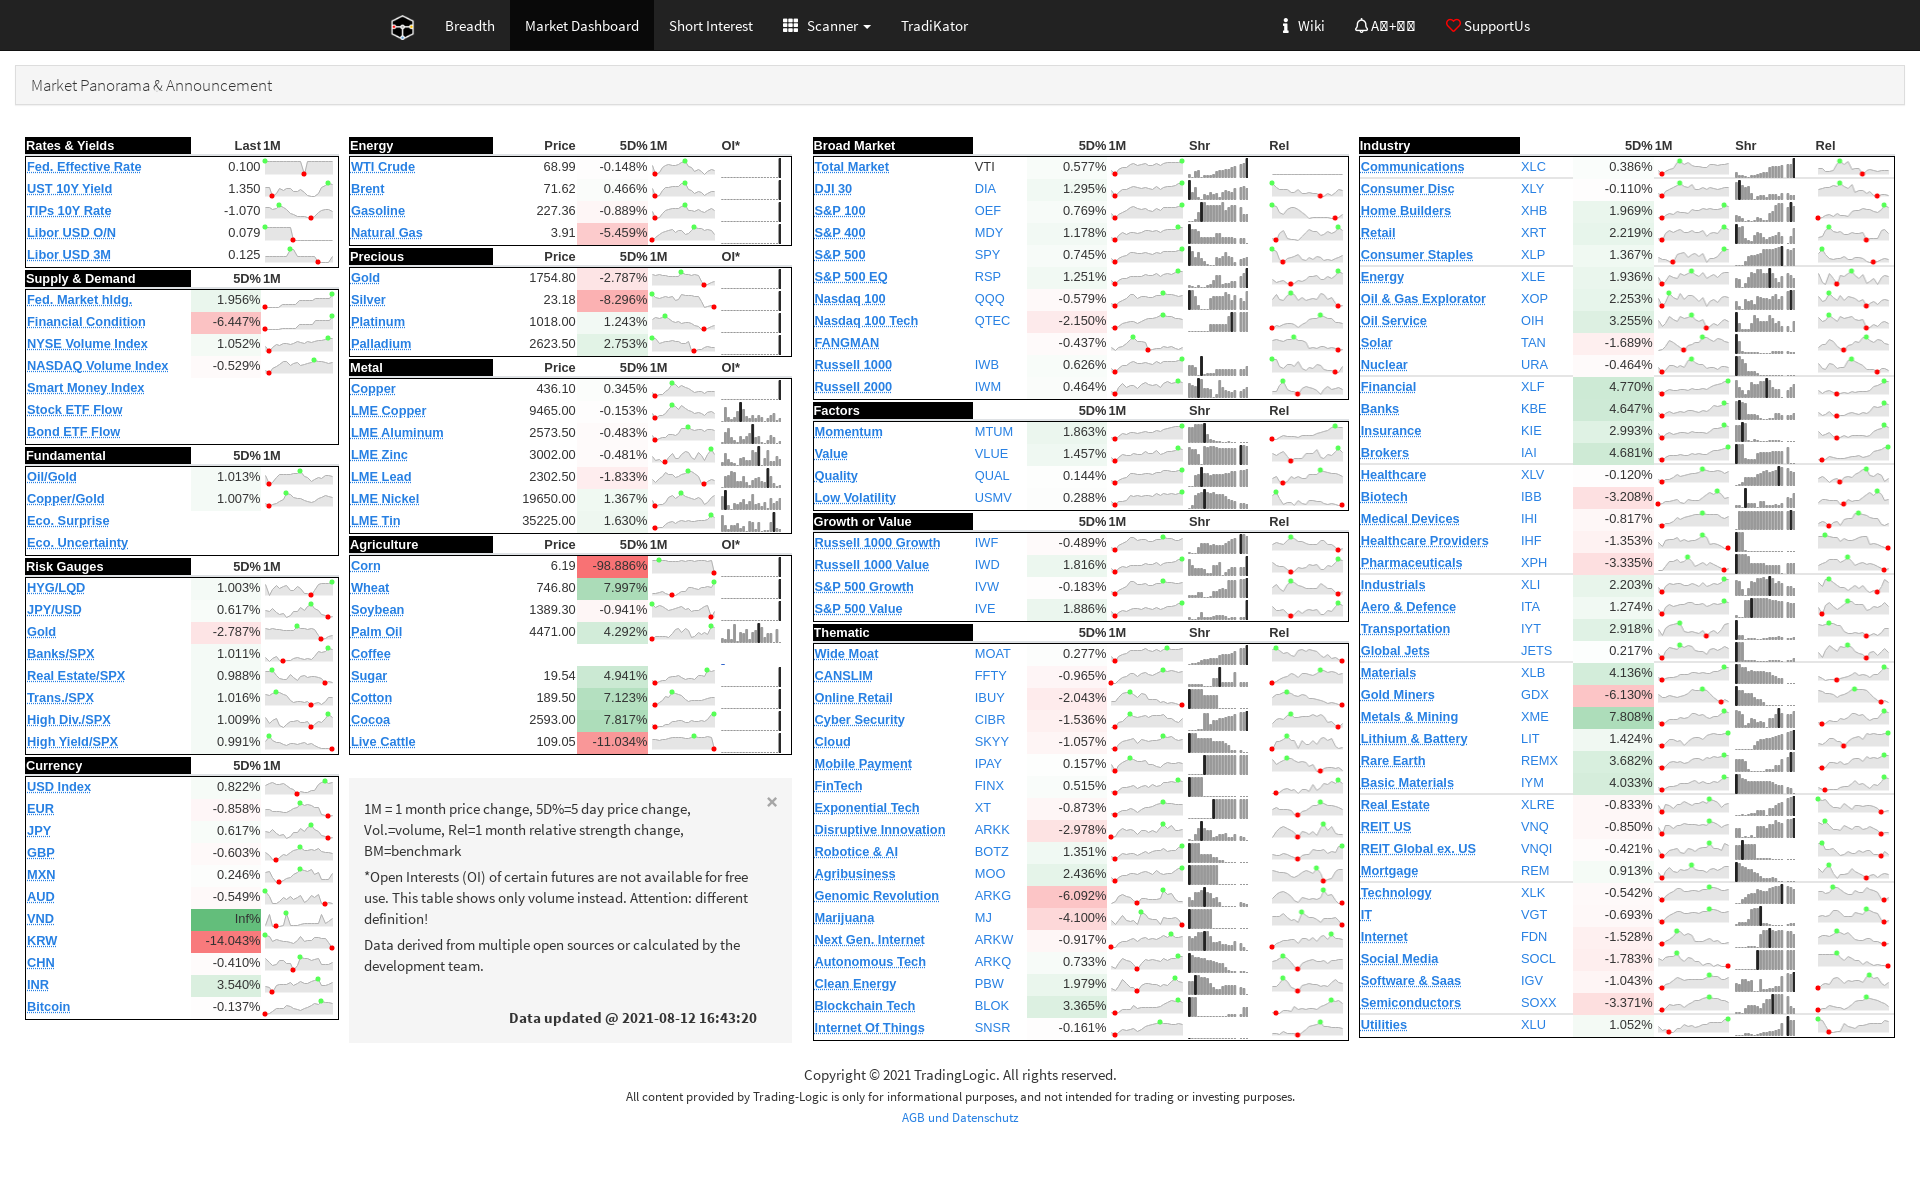 Breadth Market Dashboard Short Interest Scanner TradiKator Wiki SupportUs
Market Panorama & Announcement
Rates & Yields Last 1M
Fed. Effective Rate 0.100
UST 10Y Yield 1.350
TIPs 10Y Rate -1.070
Libor USD O/N 0.079
Libor USD 3M 0.125
Supply & Demand 5D% 1M
Fed. Market hldg. 1.956%
Financial Condition -6.447%
NYSE Volume Index 1.052%
NASDAQ Volume Index -0.529%
Smart Money Index
Stock ETF Flow
Bond ETF Flow
Fundamental 5D% 1M
Oil/Gold 1.013%
Copper/Gold 1.007%
Eco. Surprise
Eco. Uncertainty
Risk Gauges 5D% 1M
HYG/LQD 1.003%
JPY/USD 0.617%
Gold -2.787%
Banks/SPX 1.011%
Real Estate/SPX 0.988%
Trans./SPX 1.016%
High Div./SPX 1.009%
High Yield/SPX 0.991%
Currency 5D% 1M
USD Index 0.822%
EUR -0.858%
JPY 0.617%
GBP -0.603%
MXN 0.246%
AUD -0.549%
VND Inf%
KRW -14.043%
CHN -0.410%
INR 3.540%
Bitcoin -0.137%
Energy Price 5D% 1M OI*
WTI Crude 68.99 -0.148%
Brent 71.62 0.466%
Gasoline 227.36 -0.889%
Natural Gas 3.91 -5.459%
Precious Price 5D% 1M OI*
Gold 1754.80 -2.787%
Silver 23.18 -8.296%
Platinum 1018.00 1.243%
Palladium 2623.50 2.753%
Metal Price 5D% 1M OI*
Copper 436.10 0.345%
LME Copper 9465.00 -0.153%
LME Aluminum 2573.50 -0.483%
LME Zinc 3002.00 -0.481%
LME Lead 2302.50 -1.833%
LME Nickel 19650.00 1.367%
LME Tin 35225.00 1.630%
Agriculture Price 5D% 1M OI*
Corn 6.19 -98.886%
Wheat 746.80 7.997%
Soybean 1389.30 -0.941%
Palm Oil 4471.00 4.292%
Coffee -
Sugar 19.54 4.941%
Cotton 189.50 7.123%
Cocoa 2593.00 7.817%
Live Cattle 109.05 -11.034%
×
1M = 1 month price change, 5D%=5 day price change,
Vol.=volume, Rel=1 month relative strength change,
BM=benchmark
*Open Interests (OI) of certain futures are not available for free
use. This table shows only volume instead. Attention: different
definition!
Data derived from multiple open sources or calculated by the
development team.
Data updated @ 2021-08-12 16:43:20
Broad Market 5D% 1M Shr Rel
Total Market VTI 0.577%
DJI 30 DIA 1.295%
S&P 100 OEF 0.769%
S&P 400 MDY 1.178%
S&P 500 SPY 0.745%
S&P 500 EQ RSP 1.251%
Nasdaq 100 QQQ -0.579%
Nasdaq 100 Tech QTEC -2.150%
FANGMAN -0.437%
Russell 1000 IWB 0.626%
Russell 2000 IWM 0.464%
Factors 5D% 1M Shr Rel
Momentum MTUM 1.863%
Value VLUE 1.457%
Quality QUAL 0.144%
Low Volatility USMV 0.288%
Growth or Value 5D% 1M Shr Rel
Russell 1000 Growth IWF -0.489%
Russell 1000 Value IWD 1.816%
S&P 500 Growth IVW -0.183%
S&P 500 Value IVE 1.886%
Thematic 5D% 1M Shr Rel
Wide Moat MOAT 0.277%
CANSLIM FFTY -0.965%
Online Retail IBUY -2.043%
Cyber Security CIBR -1.536%
Cloud SKYY -1.057%
Mobile Payment IPAY 0.157%
FinTech FINX 0.515%
Exponential Tech XT -0.873%
Disruptive Innovation ARKK -2.978%
Robotice & AI BOTZ 1.351%
Agribusiness MOO 2.436%
Genomic Revolution ARKG -6.092%
Marijuana MJ -4.100%
Next Gen. Internet ARKW -0.917%
Autonomous Tech ARKQ 0.733%
Clean Energy PBW 1.979%
Blockchain Tech BLOK 3.365%
Internet Of Things SNSR -0.161%
Industry 5D% 1M Shr Rel
Communications XLC 0.386%
Consumer Disc XLY -0.110%
Home Builders XHB 1.969%
Retail XRT 2.219%
Consumer Staples XLP 1.367%
Energy XLE 1.936%
Oil & Gas Explorator XOP 2.253%
Oil Service OIH 3.255%
Solar TAN -1.689%
Nuclear URA -0.464%
Financial XLF 4.770%
Banks KBE 4.647%
Insurance KIE 2.993%
Brokers IAI 4.681%
Healthcare XLV -0.120%
Biotech IBB -3.208%
Medical Devices IHI -0.817%
Healthcare Providers IHF -1.353%
Pharmaceuticals XPH -3.335%
Industrials XLI 2.203%
Aero & Defence ITA 1.274%
Transportation IYT 2.918%
Global Jets JETS 0.217%
Materials XLB 4.136%
Gold Miners GDX -6.130%
Metals & Mining XME 7.808%
Lithium & Battery LIT 1.424%
Rare Earth REMX 3.682%
Basic Materials IYM 4.033%
Real Estate XLRE -0.833%
REIT US VNQ -0.850%
REIT Global ex. US VNQI -0.421%
Mortgage REM 0.913%
Technology XLK -0.542%
IT VGT -0.693%
Internet FDN -1.528%
Social Media SOCL -1.783%
Software & Saas IGV -1.043%
Semiconductors SOXX -3.371%
Utilities XLU 1.052%
Copyright © 2021 TradingLogic. All rights reserved.
All content provided by Trading-Logic is only for informational purposes, and not intended for trading or investing purposes.
AGB und Datenschutz